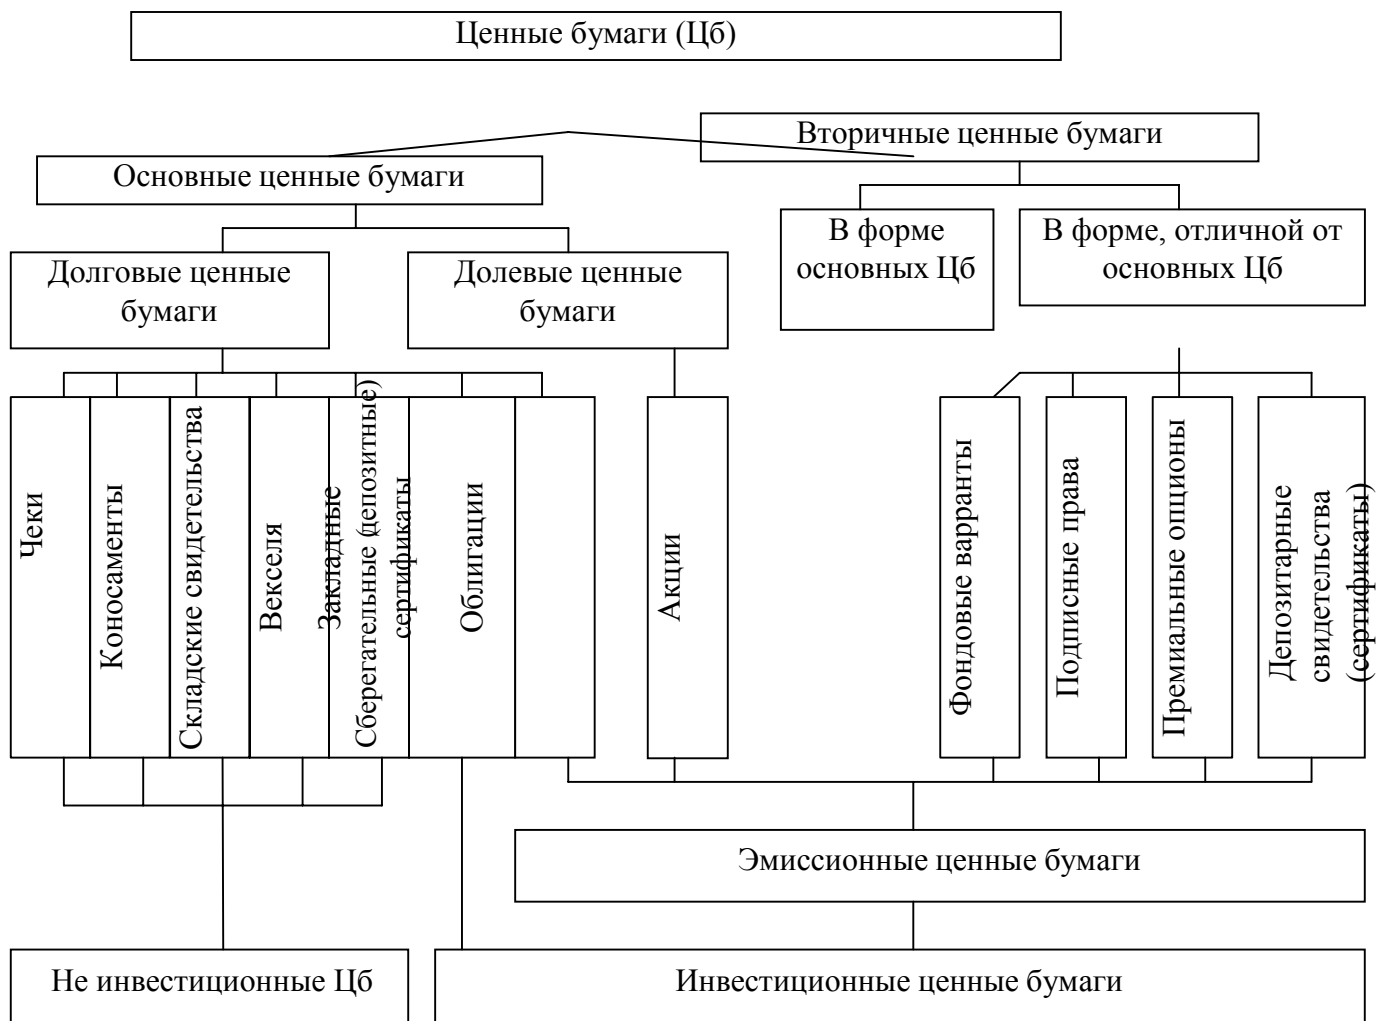 Ценные бумаги (Цб)
Вторичные ценные бумаги
Основные ценные бумаги
В форме
основных Цб
В форме, отличной от
основных Цб
Долговые ценные
бумаги
Долевые ценные
бумаги
Чеки
Коносаменты
Складские свидетельства
Векселя
Закладные
Сберегательные (депозитные)
сертификаты
Облигации
Акции
Фондовые варранты
Подписные права
Премиальные опционы
Депозитарные
свидетельства
(сертификаты)
Эмиссионные ценные бумаги
Не инвестиционные Цб
Инвестиционные ценные бумаги